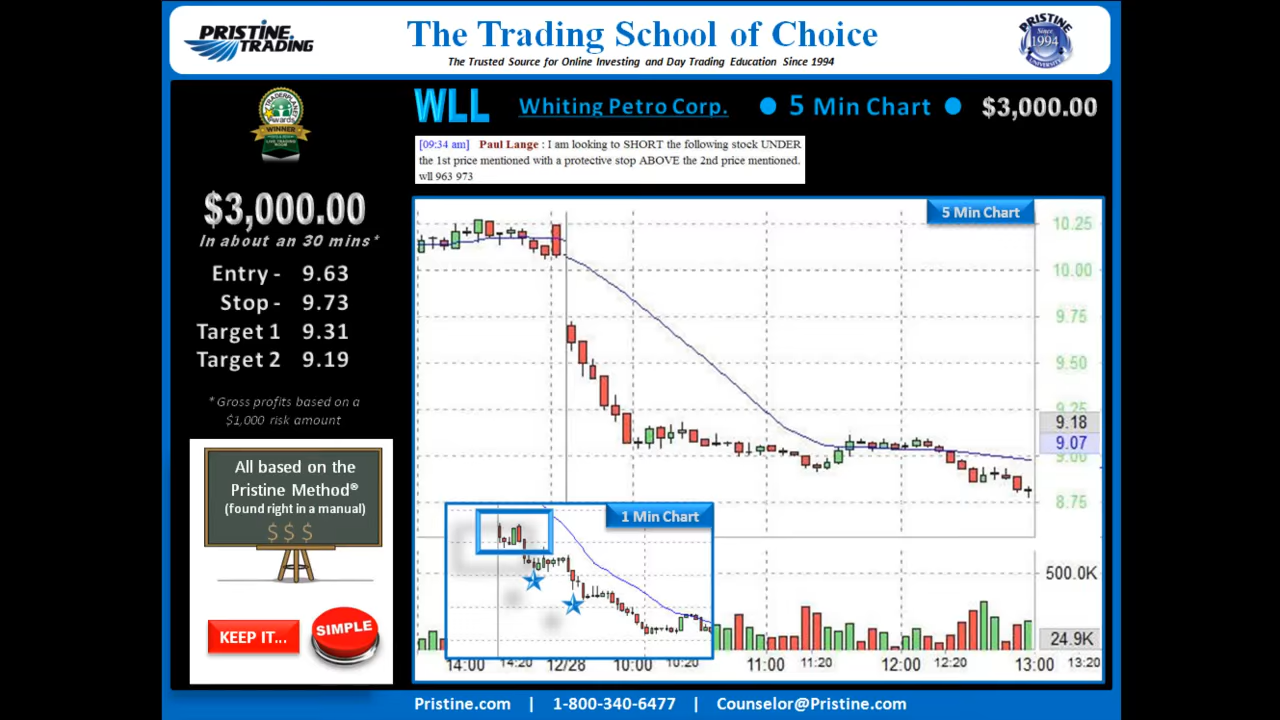 PRISTINE TRADING
The Trading School of Choice
The Trusted Source for Online Investing and Day Trading Education Since 1994
PRISTINE
Since
1994
UNIVERSITY
WINNER
WLL Whiting Petro Corp. 5 Min Chart $3,000.00
[09:34 am] Paul Lange : I am looking to SHORT the following stock UNDER
the 1st price mentioned with a protective stop ABOVE the 2nd price mentioned.
wll 963 973
$3,000.00
In about an 30 mins*
Entry - 9.63
Stop - 9.73
Target 1 9.31
Target 2 9.19
* Gross profits based on a
$1,000 risk amount
All based on the
Pristine Method®
(found right in a manual)
$ $ $
KEEP IT...
SIMPLE
5 Min Chart
10.25
10.00
9.75
9.50
9.25
9.18
9.07
9.00
8.75
500.0K
24.9K
1 Min Chart
14:00 14:20 12/28 10:00 10:20 11:00 11:20 12:00 12:20 13:00 13:20
Pristine.com | 1-800-340-6477 | Counselor@Pristine.com